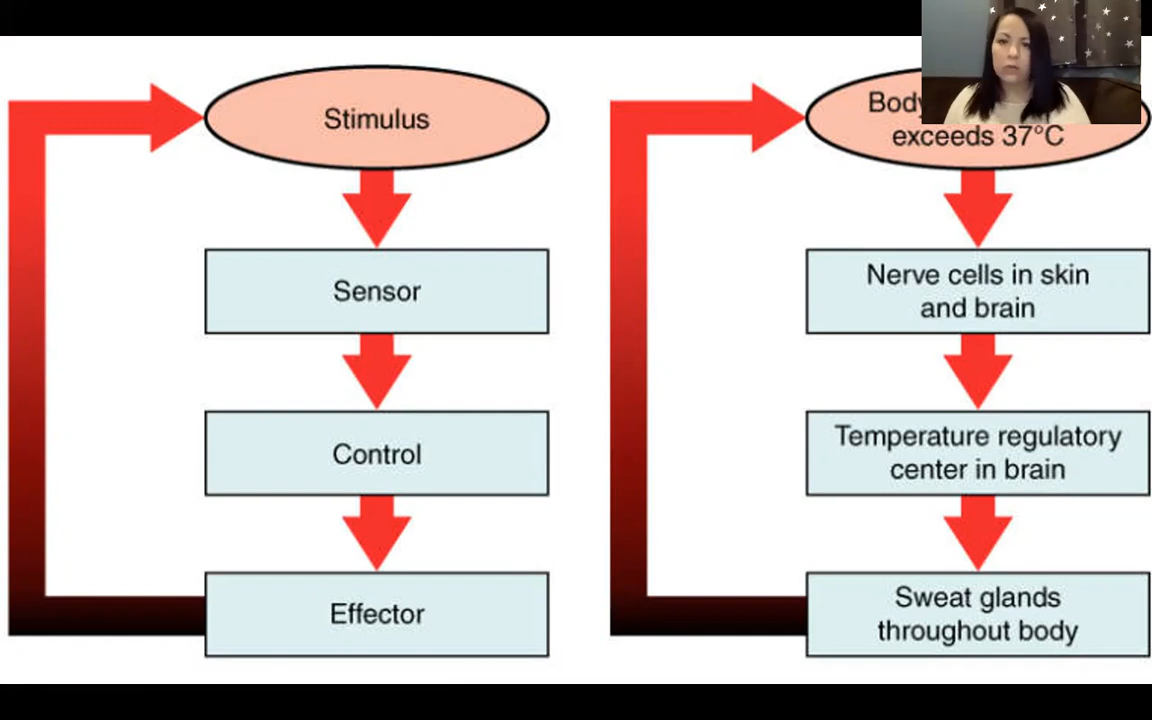 Stimulus
Sensor
Control
Effector
Body
exceeds 37°C
Nerve cells in skin
and brain
Temperature regulatory
center in brain
Sweat glands
throughout body